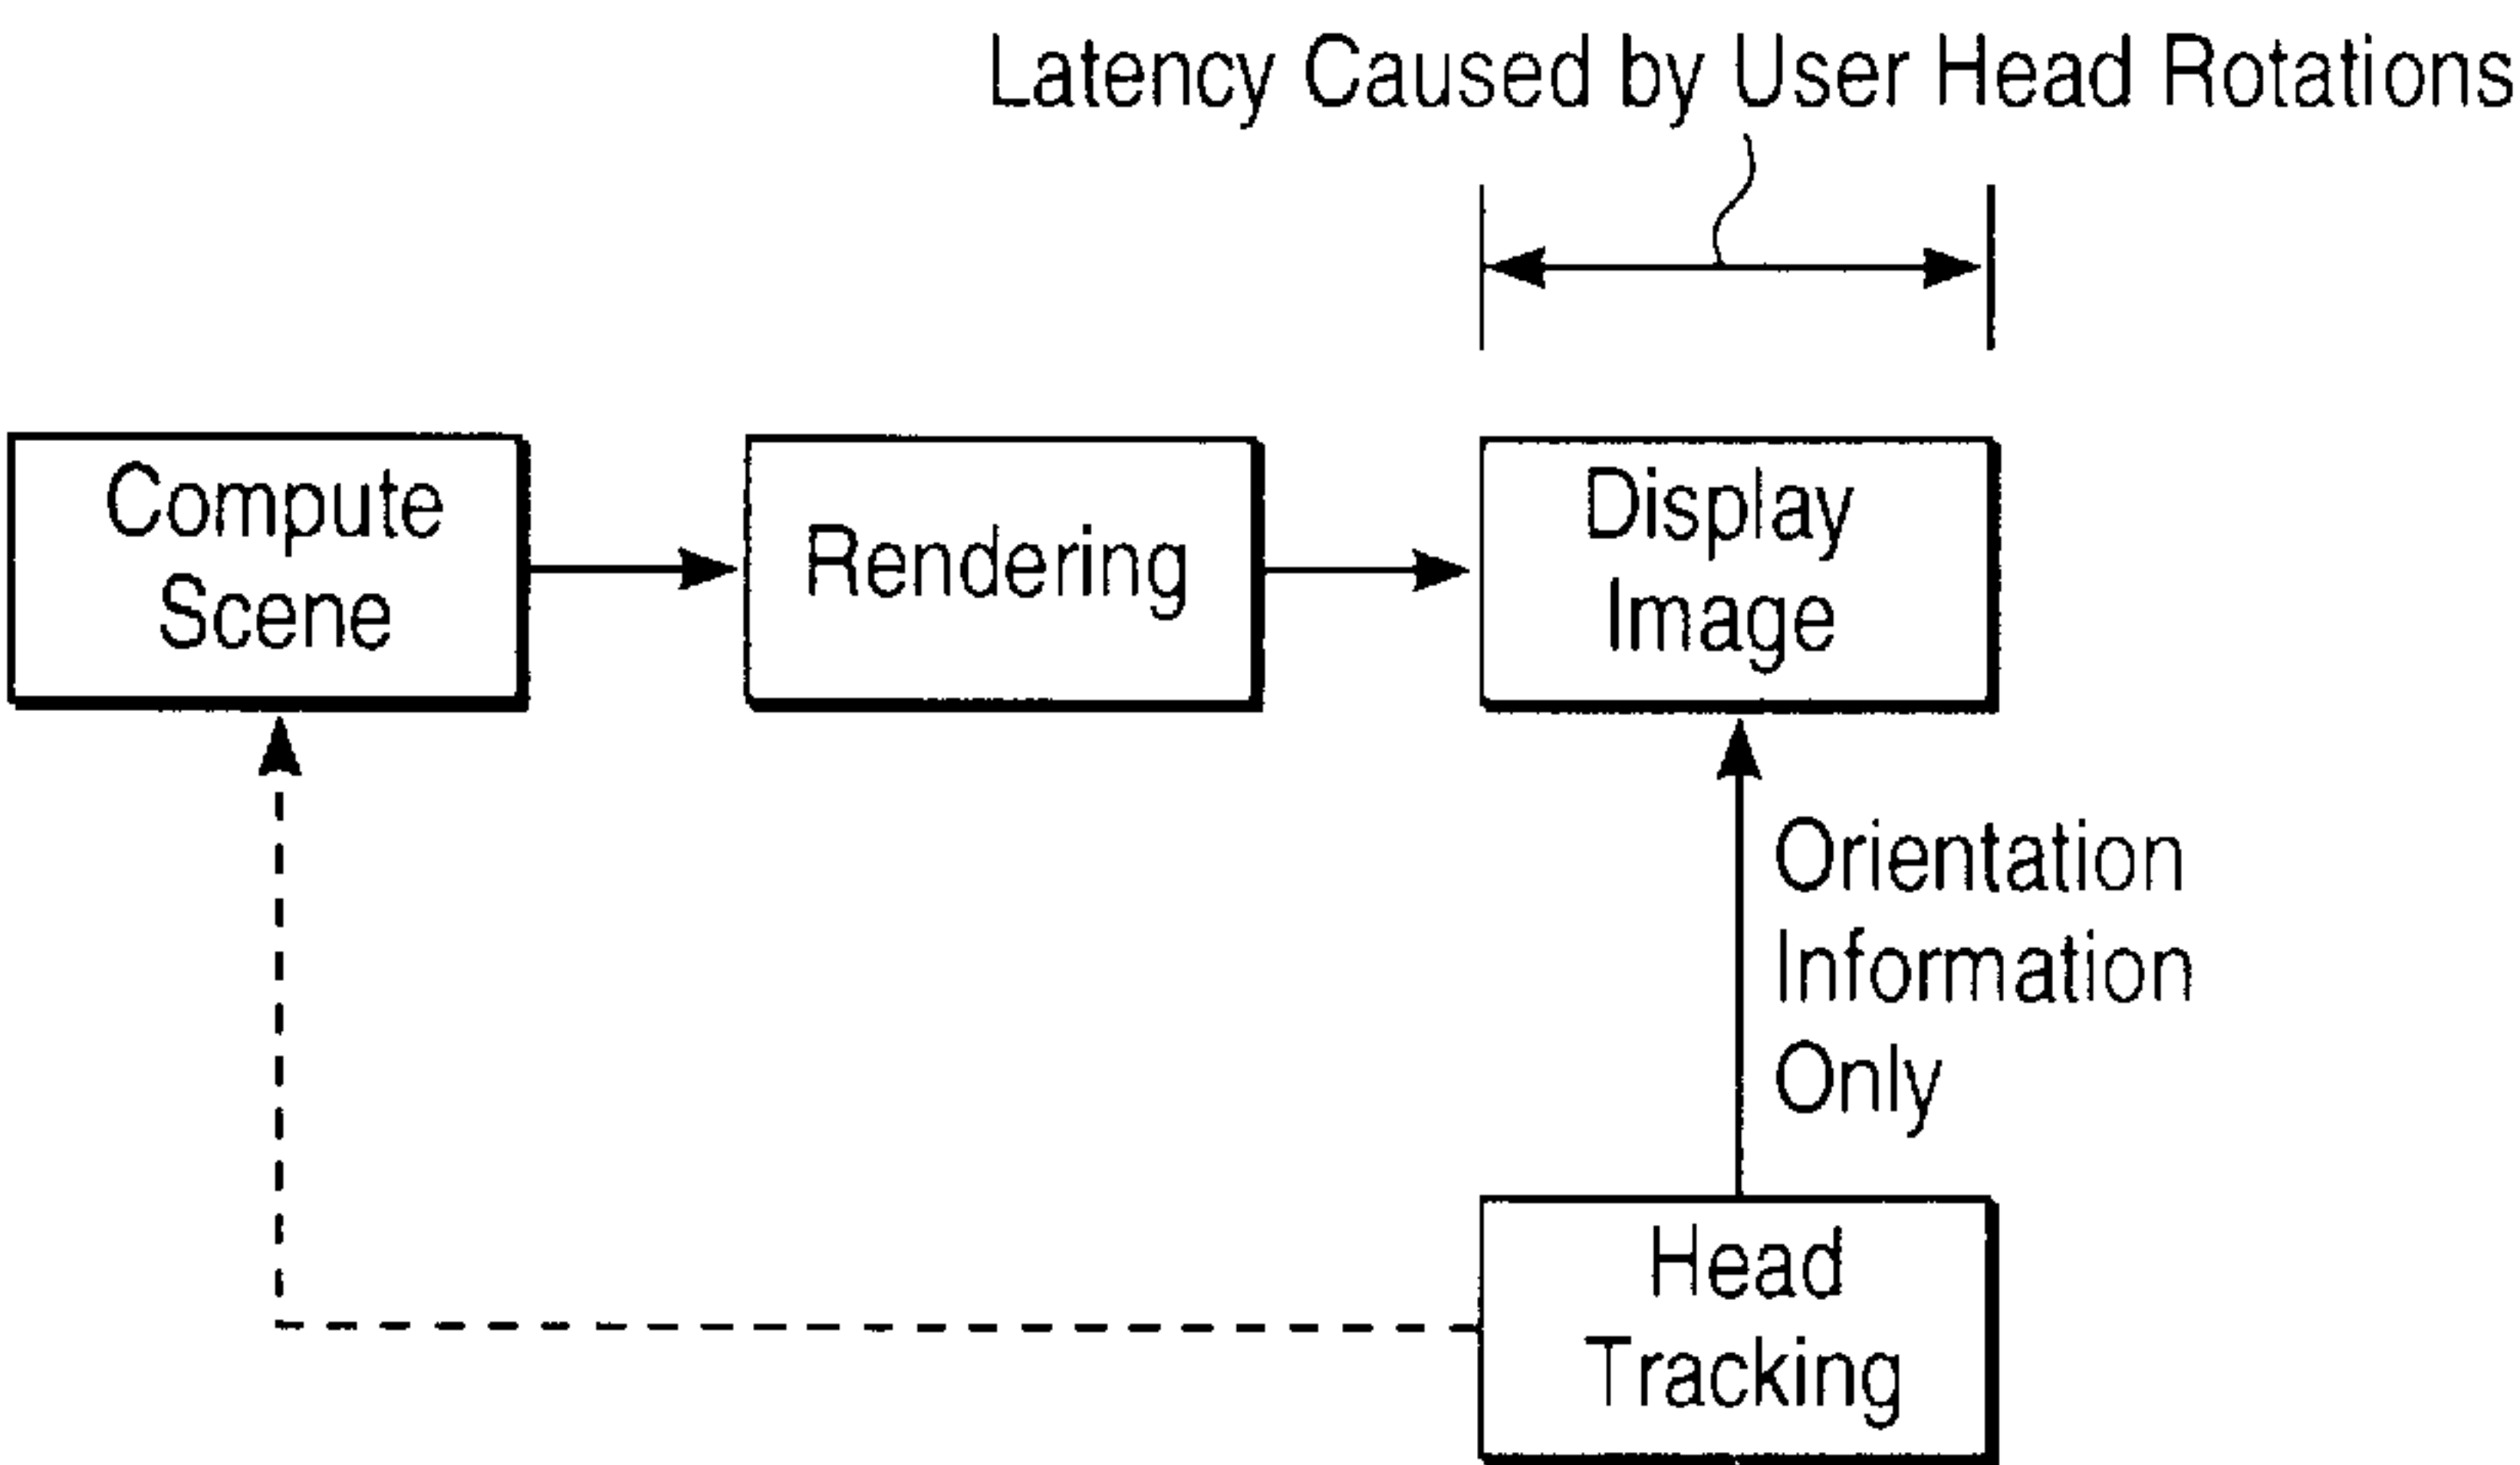 Latency Caused by User Head Rotations
Compute
Scene
Rendering
Display
Image
Orientation
Information
Only
Head
Tracking